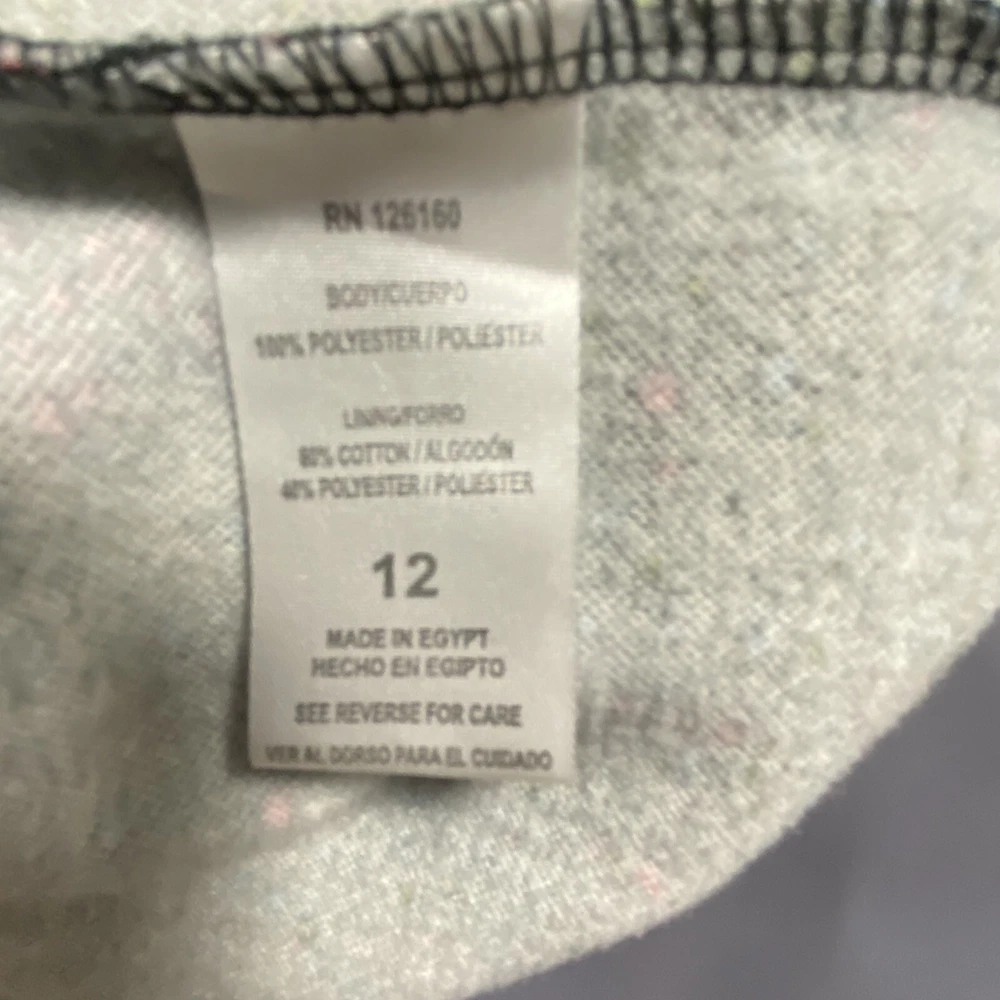 RN 126160
BODY/CUERPO
100% POLYESTER / POLIÉSTER
LINING/FORRO
60% COTTON / ALGODÓN
40% POLYESTER / POLIÉSTER
12
MADE IN EGYPT
HECHO EN EGIPTO
SEE REVERSE FOR CARE
VER AL DORSO PARA EL CUIDADO